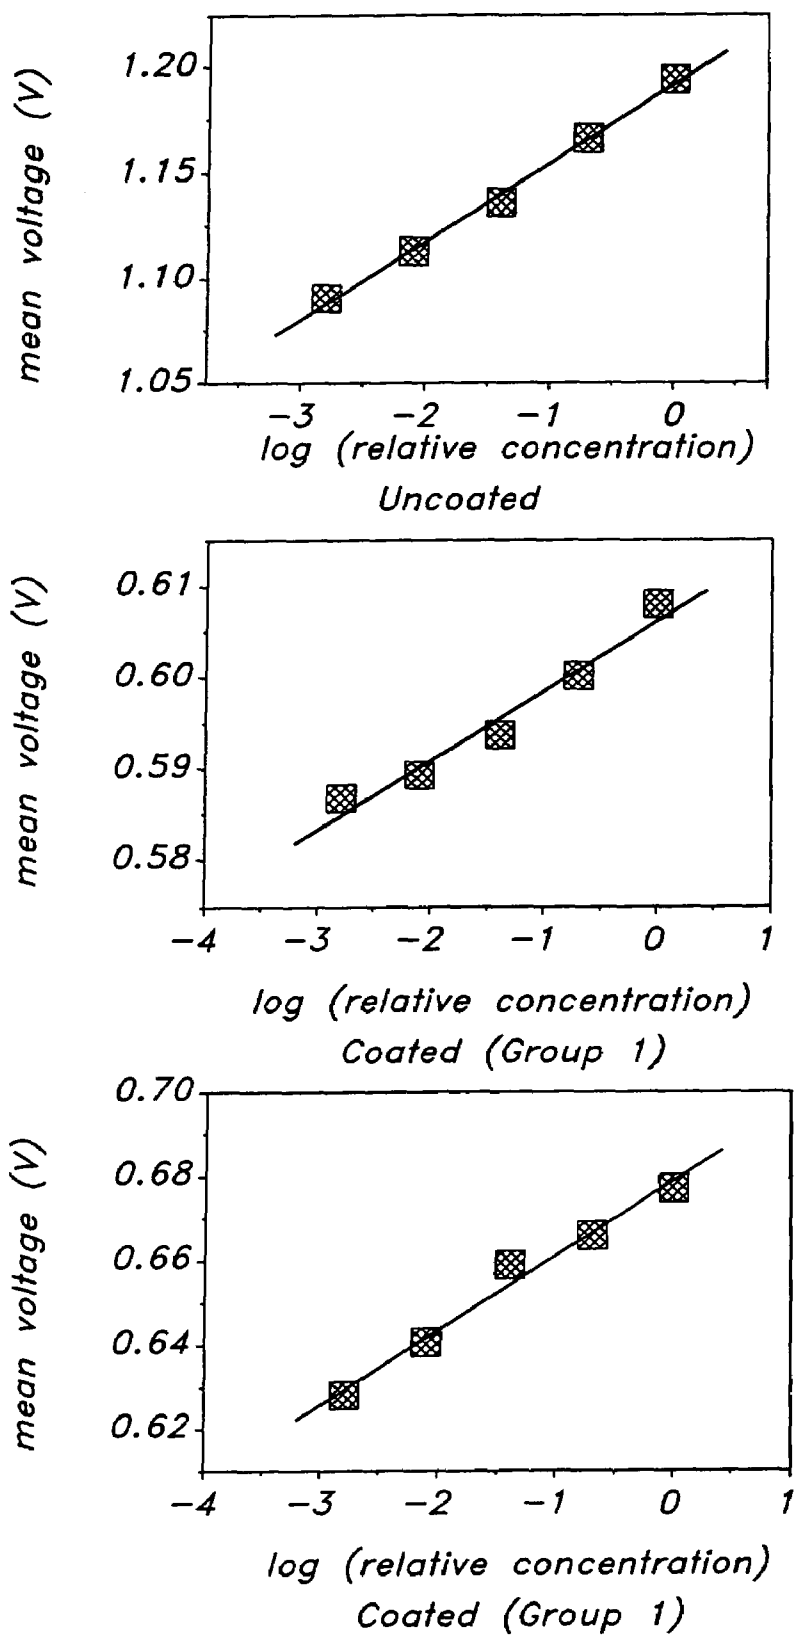 mean voltage (V)
1.20
1.15
1.10
1.05
−3 −2 −1 0
log (relative concentration)
Uncoated
mean voltage (V)
0.61
0.60
0.59
0.58
−4 −3 −2 −1 0 1
log (relative concentration)
Coated (Group 1)
mean voltage (V)
0.70
0.68
0.66
0.64
0.62
−4 −3 −2 −1 0 1
log (relative concentration)
Coated (Group 1)